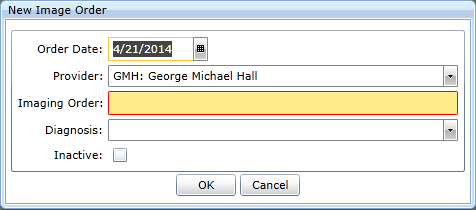 New Image Order
Order Date: 4/21/2014
Provider: GMH: George Michael Hall
Imaging Order:
Diagnosis:
Inactive:
OK Cancel